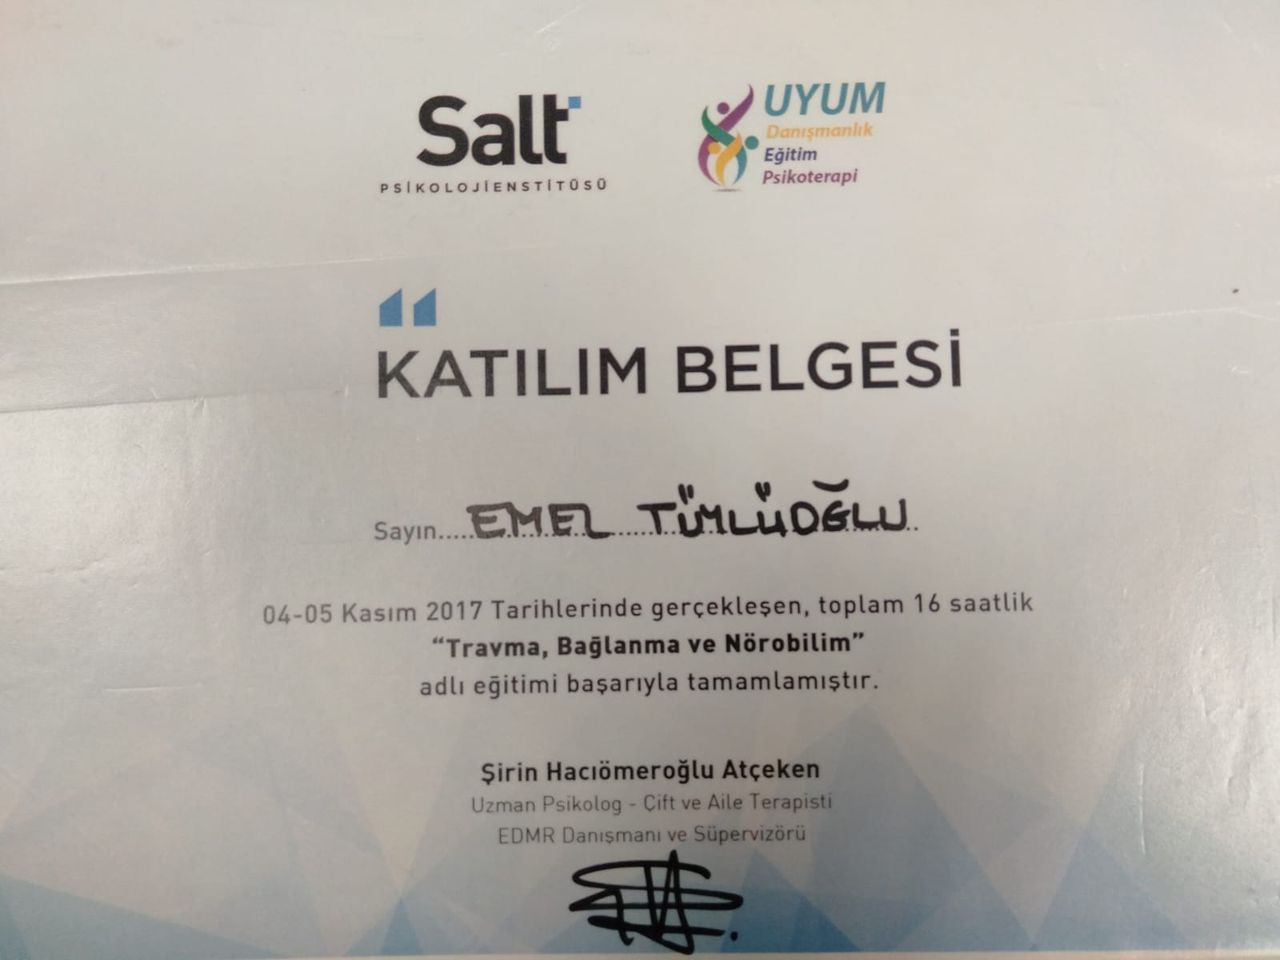 Salt
PSİKOLOJİENSTİTÜSÜ
UYUM
Danışmanlık
Eğitim
Psikoterapi
KATILIM BELGESİ
Sayın.....EMEL TÜMLÜOĞLU..
04-05 Kasım 2017 Tarihlerinde gerçekleşen, toplam 16 saatlik
“Travma, Bağlanma ve Nörobilim”
adlı eğitimi başarıyla tamamlamıştır.
Şirin Hacıömeroğlu Atçeken
Uzman Psikolog - Çift ve Aile Terapisti
EDMR Danışmanı ve Süpervizörü